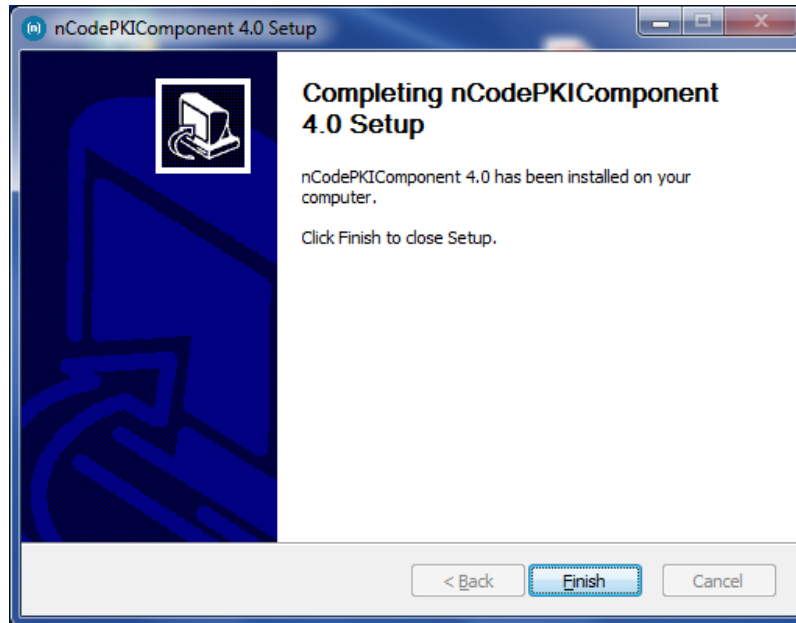 (n) nCodePKIComponent 4.0 Setup
Completing nCodePKIComponent
4.0 Setup
nCodePKIComponent 4.0 has been installed on your
computer.
Click Finish to close Setup.
< Back
Finish
Cancel